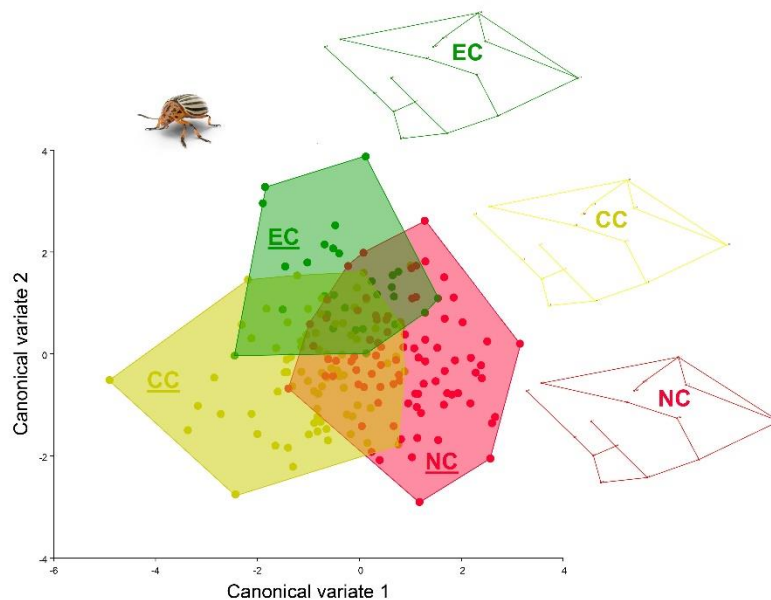 EC
CC
NC
EC
CC
NC
Canonical variate 2
4
2
0
-2
-4
-6
-4
-2
0
2
4
Canonical variate 1